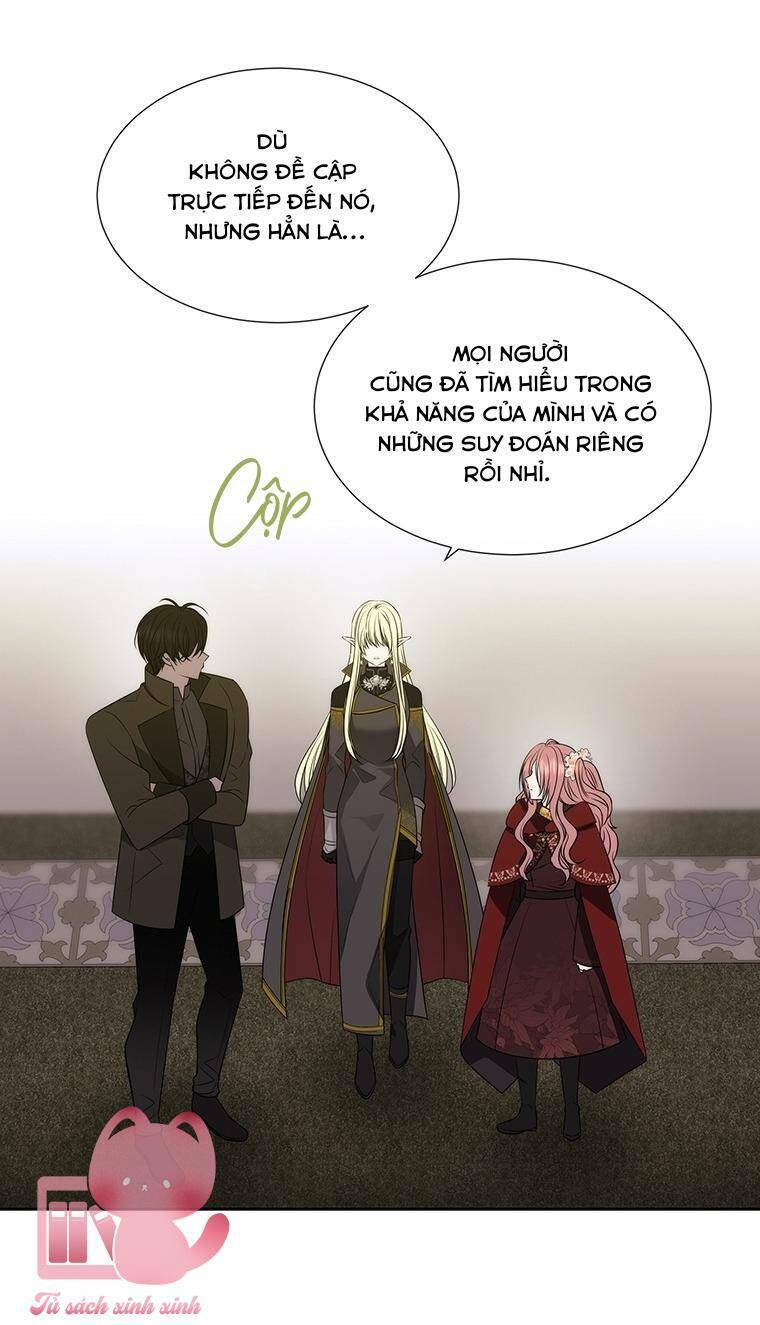 DÙ
KHÔNG ĐỀ CẬP
TRỰC TIẾP ĐẾN NÓ,
NHƯNG HẲN LÀ...
MỌI NGƯỜI
CŨNG ĐÃ TÌM HIỂU TRONG
KHẢ NĂNG CỦA MÌNH VÀ CÓ
NHỮNG SUY ĐOÁN RIÊNG
RỒI NHỈ.
Cộp
Tủ sách xinh xinh